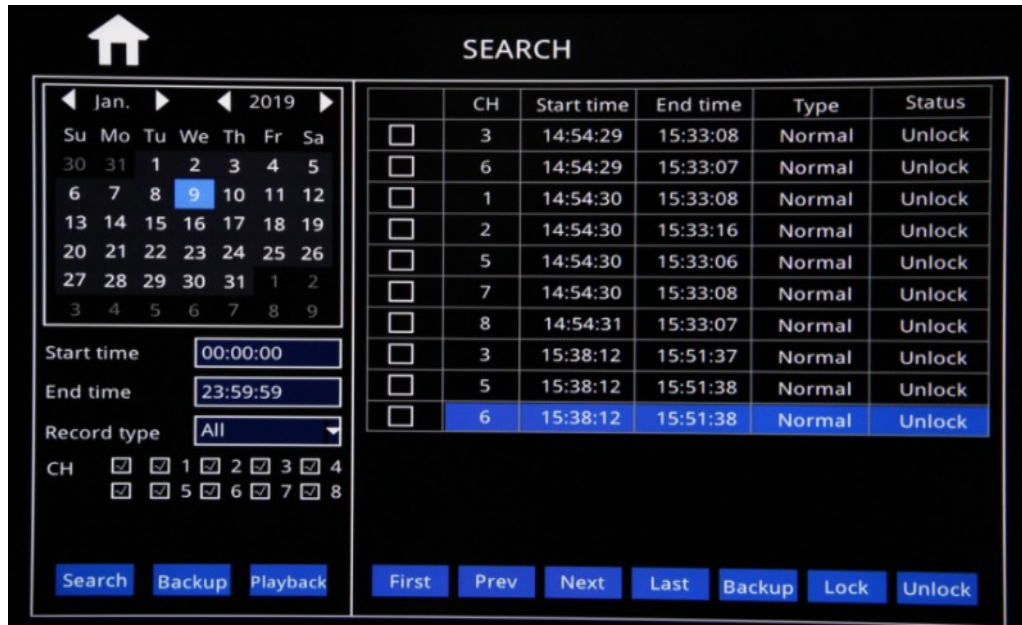 SEARCH
Jan. 2019
Su Mo Tu We Th Fr Sa
30 31 1 2 3 4 5
6 7 8 9 10 11 12
13 14 15 16 17 18 19
20 21 22 23 24 25 26
27 28 29 30 31 1 2
3 4 5 6 7 8 9
Start time 00:00:00
End time 23:59:59
Record type All
CH 1 2 3 4
5 6 7 8
Search Backup Playback
CH Start time End time Type Status
3 14:54:29 15:33:08 Normal Unlock
6 14:54:29 15:33:07 Normal Unlock
1 14:54:30 15:33:08 Normal Unlock
2 14:54:30 15:33:16 Normal Unlock
5 14:54:30 15:33:06 Normal Unlock
7 14:54:30 15:33:08 Normal Unlock
8 14:54:31 15:33:07 Normal Unlock
3 15:38:12 15:51:37 Normal Unlock
5 15:38:12 15:51:38 Normal Unlock
6 15:38:12 15:51:38 Normal Unlock
First Prev Next Last Backup Lock Unlock